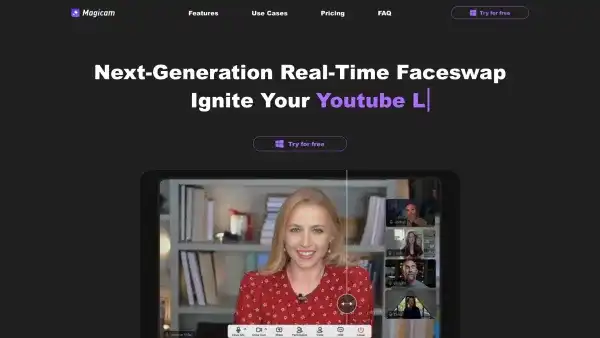 Magicam
Features
Use Cases
Pricing
FAQ
Try for free
Next-Generation Real-Time Faceswap
Ignite Your Youtube L
Try for free